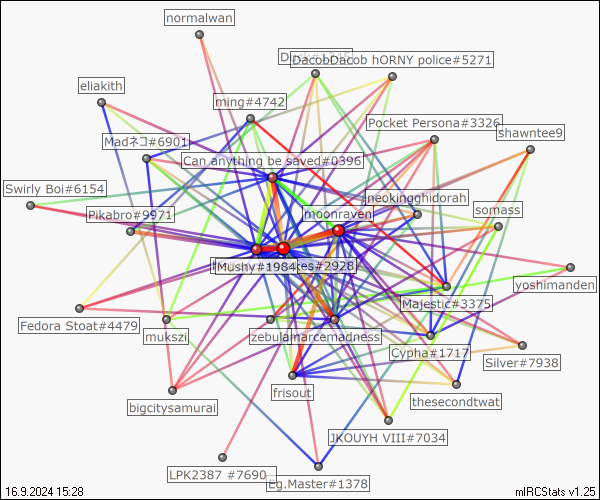 normalwan
DacobDacob hORNY police#5271
eliakith
ming#4742
Pocket Persona#3326
shawntee9
Madネコ#6901
Can anything be saved#0396
Swirly Boi#6154
neokingghidorah
Pikabro#9971
moonraven
somass
Mushy#1984
kes#2928
yoshimanden
Majestic#3375
Fedora Stoat#4479
mukszi
zebulamarcemadness
Cypha#1717
Silver#7938
frisout
thesecondtwat
bigcitysamurai
JKOUYH VIII#7034
LPK2387 #7690
Eg.Master#1378
16.9.2024 15:28
mIRCStats v1.25